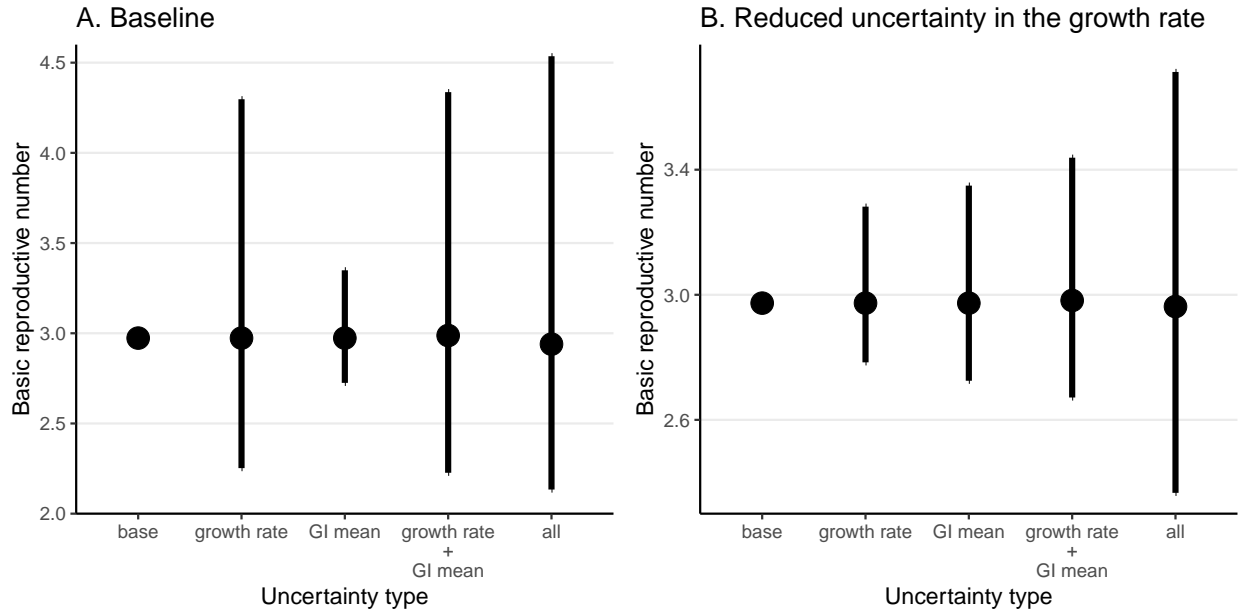 A. Baseline
Basic reproductive number
4.5
4.0
3.5
3.0
2.5
2.0
base
growth rate
GI mean
growth rate
+
GI mean
all
Uncertainty type
B. Reduced uncertainty in the growth rate
Basic reproductive number
3.4
3.0
2.6
base
growth rate
GI mean
growth rate
+
GI mean
all
Uncertainty type